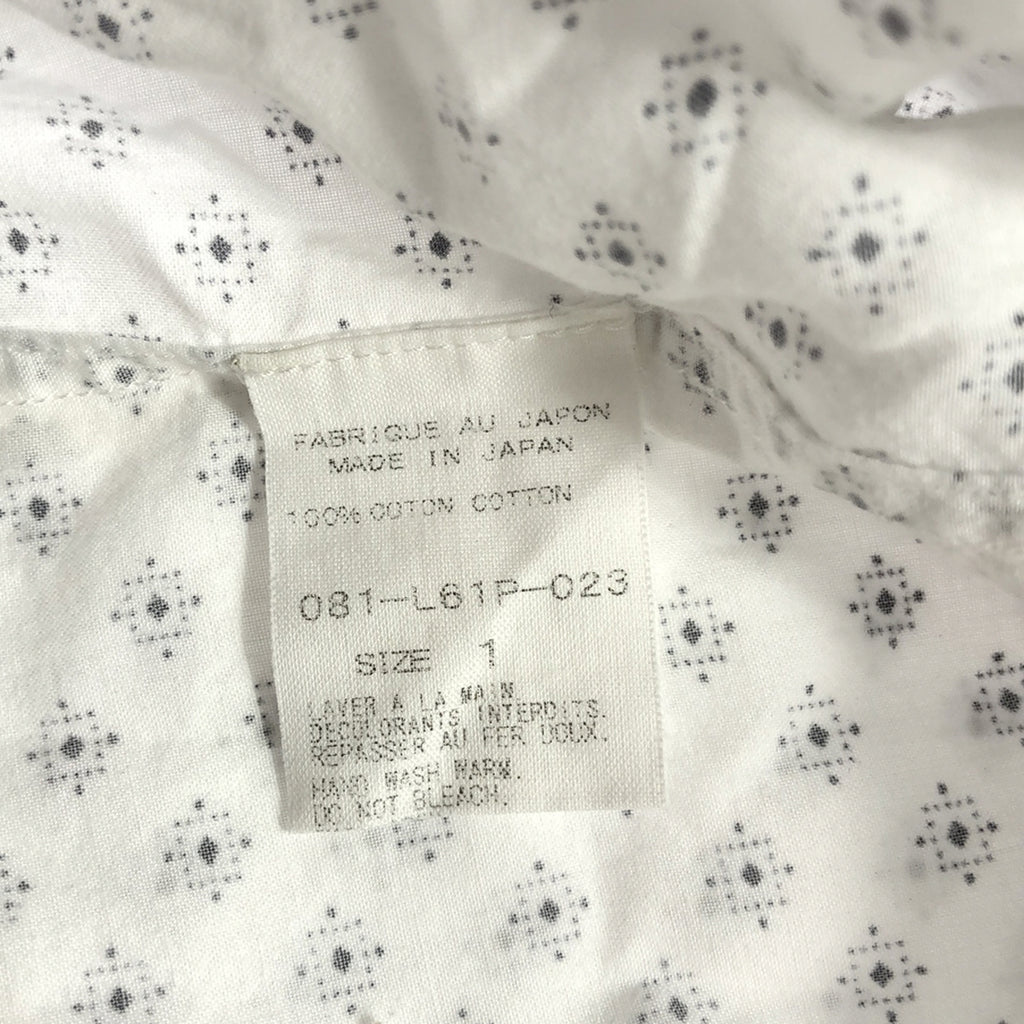 FABRIQUE AU JAPON
MADE IN JAPAN
100% COTON COTTON
081-L61P-023
SIZE 1
LAVER A LA MAIN.
DECOLORANTS INTERDITS.
REPASSER AU FER DOUX.
HAND WASH WARM.
DO NOT BLEACH.